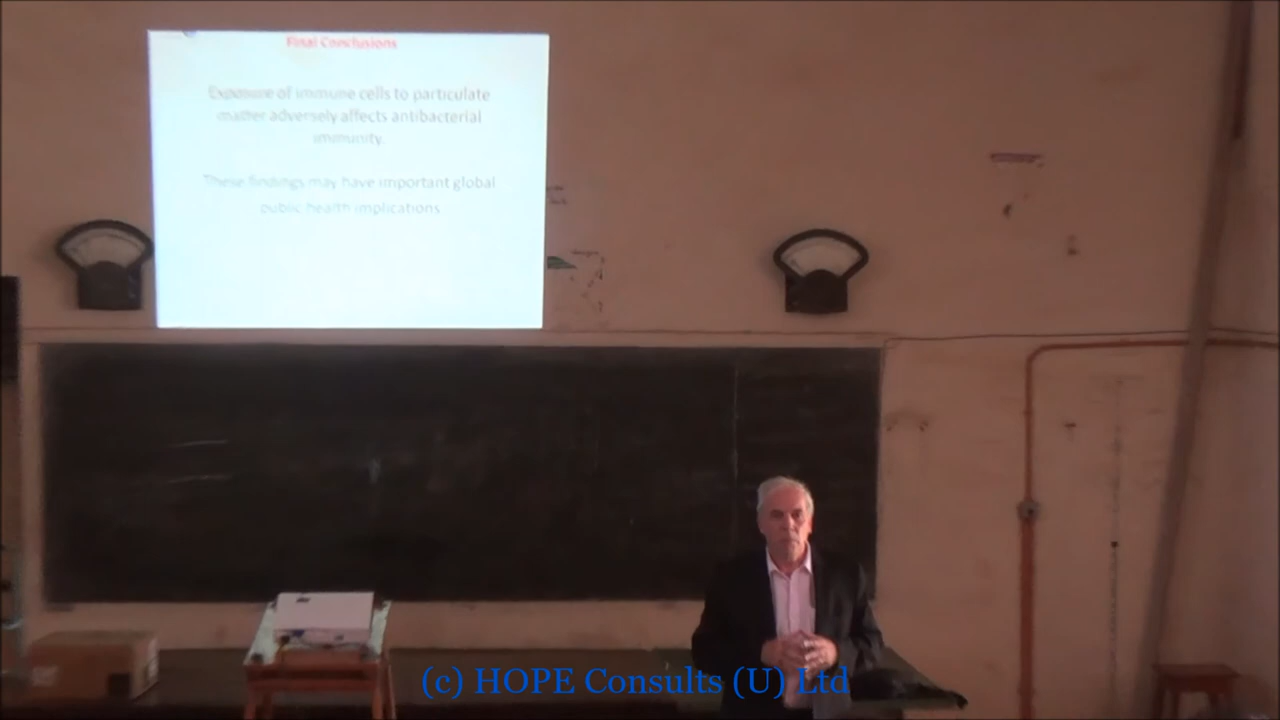 Final Conclusions
Exposure of immune cells to particulate
matter adversely affects antibacterial
immunity.
These findings may have important global
public health implications
(c) HOPE Consults (U) Ltd